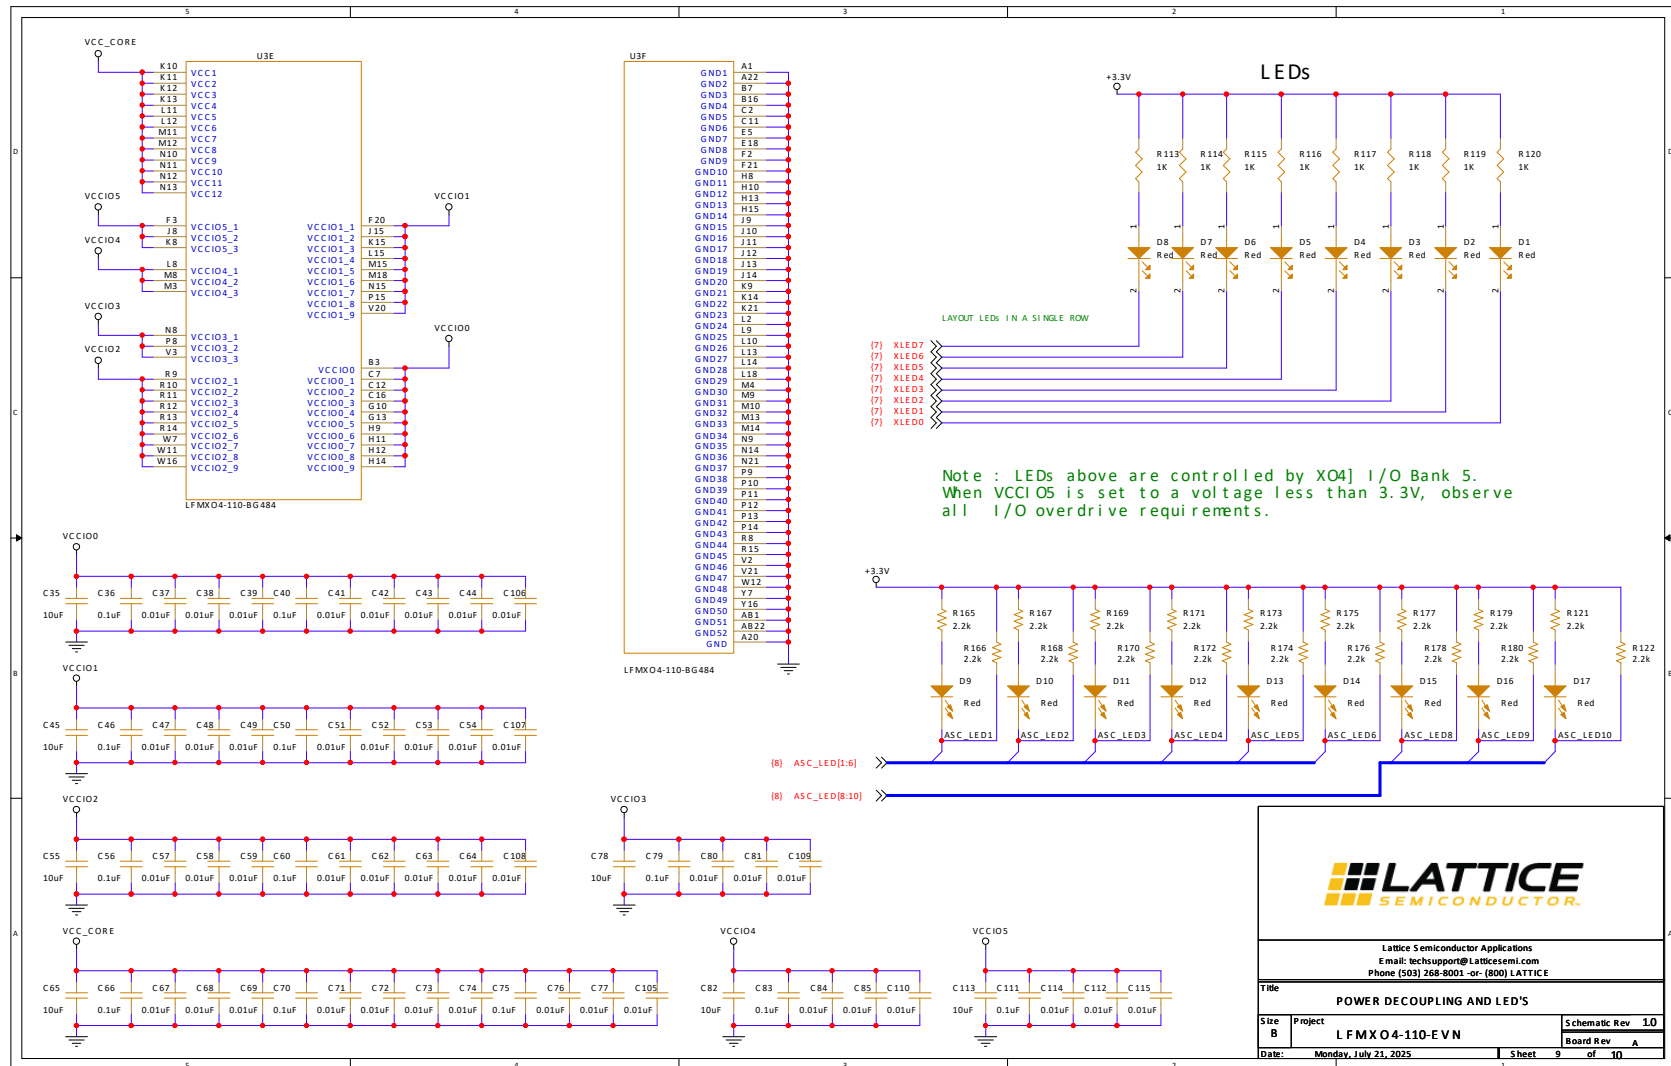 5 4 3 2 1
VCC_CORE
U3E
K10 VCC1
K11 VCC2
K12 VCC3
K13 VCC4
L11 VCC5
L12 VCC6
M11 VCC7
M12 VCC8
N10 VCC9
N11 VCC10
N12 VCC11
N13 VCC12
VCCIO5
F3 VCCIO5_1
J8 VCCIO5_2
K8 VCCIO5_3
VCCIO4
L8 VCCIO4_1
M8 VCCIO4_2
M3 VCCIO4_3
VCCIO3
N8 VCCIO3_1
P8 VCCIO3_2
V3 VCCIO3_3
VCCIO2
R9 VCCIO2_1
R10 VCCIO2_2
R11 VCCIO2_3
R12 VCCIO2_4
R13 VCCIO2_5
R14 VCCIO2_6
W7 VCCIO2_7
W11 VCCIO2_8
W16 VCCIO2_9
VCCIO1
VCCIO1_1 F20
VCCIO1_2 J15
VCCIO1_3 K15
VCCIO1_4 L15
VCCIO1_5 M15
VCCIO1_6 M18
VCCIO1_7 N15
VCCIO1_8 P15
VCCIO1_9 V20
VCCIO0
VCCIO0 B3
VCCIO0_1 C7
VCCIO0_2 C12
VCCIO0_3 C16
VCCIO0_4 G10
VCCIO0_5 G13
VCCIO0_6 H9
VCCIO0_7 H11
VCCIO0_8 H12
VCCIO0_9 H14
LFMXO4-110-BG484
U3F
GND1 A1
GND2 A22
GND3 B7
GND4 B16
GND5 C2
GND6 C11
GND7 E5
GND8 E18
GND9 F2
GND10 F21
GND11 H8
GND12 H10
GND13 H13
GND14 H15
GND15 J9
GND16 J10
GND17 J11
GND18 J12
GND19 J13
GND20 J14
GND21 K9
GND22 K14
GND23 K21
GND24 L2
GND25 L9
GND26 L10
GND27 L13
GND28 L14
GND29 L18
GND30 M4
GND31 M9
GND32 M10
GND33 M13
GND34 M14
GND35 N9
GND36 N14
GND37 N21
GND38 P9
GND39 P10
GND40 P11
GND41 P12
GND42 P13
GND43 P14
GND44 R8
GND45 R15
GND46 V2
GND47 V21
GND48 W12
GND49 Y7
GND50 Y16
GND51 AB1
GND52 AB22
GND A20
LFMXO4-110-BG484
LEDs
+3.3V
R113 R114 R115 R116 R117 R118 R119 R120
1K 1K 1K 1K 1K 1K 1K 1K
1 1 1 1 1 1 1 1
D8 D7 D6 D5 D4 D3 D2 D1
Red Red Red Red Red Red Red Red
2 2 2 2 2 2 2 2
LAYOUT LEDs IN A SINGLE ROW
{7} XLED7
{7} XLED6
{7} XLED5
{7} XLED4
{7} XLED3
{7} XLED2
{7} XLED1
{7} XLED0
Note : LEDs above are controlled by XO4] I/O Bank 5.
When VCCIO5 is set to a voltage less than 3.3V, observe
all I/O overdrive requirements.
VCCIO0
C35 C36 C37 C38 C39 C40 C41 C42 C43 C44 C106
10uF 0.1uF 0.01uF 0.01uF 0.01uF 0.1uF 0.01uF 0.01uF 0.01uF 0.01uF 0.01uF
VCCIO1
C45 C46 C47 C48 C49 C50 C51 C52 C53 C54 C107
10uF 0.1uF 0.01uF 0.01uF 0.01uF 0.1uF 0.01uF 0.01uF 0.01uF 0.01uF 0.01uF
VCCIO2
C55 C56 C57 C58 C59 C60 C61 C62 C63 C64 C108
10uF 0.1uF 0.01uF 0.01uF 0.01uF 0.1uF 0.01uF 0.01uF 0.01uF 0.01uF 0.01uF
VCCIO3
C78 C79 C80 C81 C109
10uF 0.1uF 0.01uF 0.01uF 0.01uF
VCC_CORE
C65 C66 C67 C68 C69 C70 C71 C72 C73 C74 C75 C76 C77 C105
10uF 0.1uF 0.01uF 0.01uF 0.01uF 0.1uF 0.01uF 0.01uF 0.01uF 0.01uF 0.1uF 0.01uF 0.01uF 0.01uF
VCCIO4
C82 C83 C84 C85 C110
10uF 0.1uF 0.01uF 0.01uF 0.01uF
VCCIO5
C113 C111 C114 C112 C115
10uF 0.1uF 0.01uF 0.01uF 0.01uF
+3.3V
R165 R167 R169 R171 R173 R175 R177 R179 R121
2.2k 2.2k 2.2k 2.2k 2.2k 2.2k 2.2k 2.2k 2.2k
R166 R168 R170 R172 R174 R176 R178 R180 R122
2.2k 2.2k 2.2k 2.2k 2.2k 2.2k 2.2k 2.2k 2.2k
D9 D10 D11 D12 D13 D14 D15 D16 D17
Red Red Red Red Red Red Red Red Red
ASC_LED1 ASC_LED2 ASC_LED3 ASC_LED4 ASC_LED5 ASC_LED6 ASC_LED8 ASC_LED9 ASC_LED10
{8} ASC_LED[1:6]
{8} ASC_LED[8:10]
LATTICE
SEMICONDUCTOR.
Lattice Semiconductor Applications
Email: techsupport@Latticesemi.com
Phone (503) 268-8001 -or- (800) LATTICE
Title
POWER DECOUPLING AND LED'S
Size Project Schematic Rev 1.0
B LFMXO4-110-EVN Board Rev A
Date: Monday, July 21, 2025 Sheet 9 of 10
D D
C C
B B
A A
5 4 3 2 1